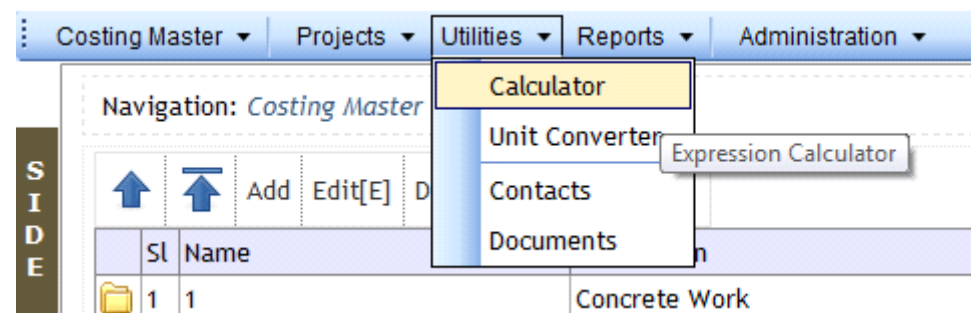 Costing Master Projects Utilities Reports Administration
Calculator
Navigation: Costing Master
Unit Converter
Expression Calculator
Add Edit[E] D
Contacts
Documents
SIDE
Sl Name n
1 1 Concrete Work